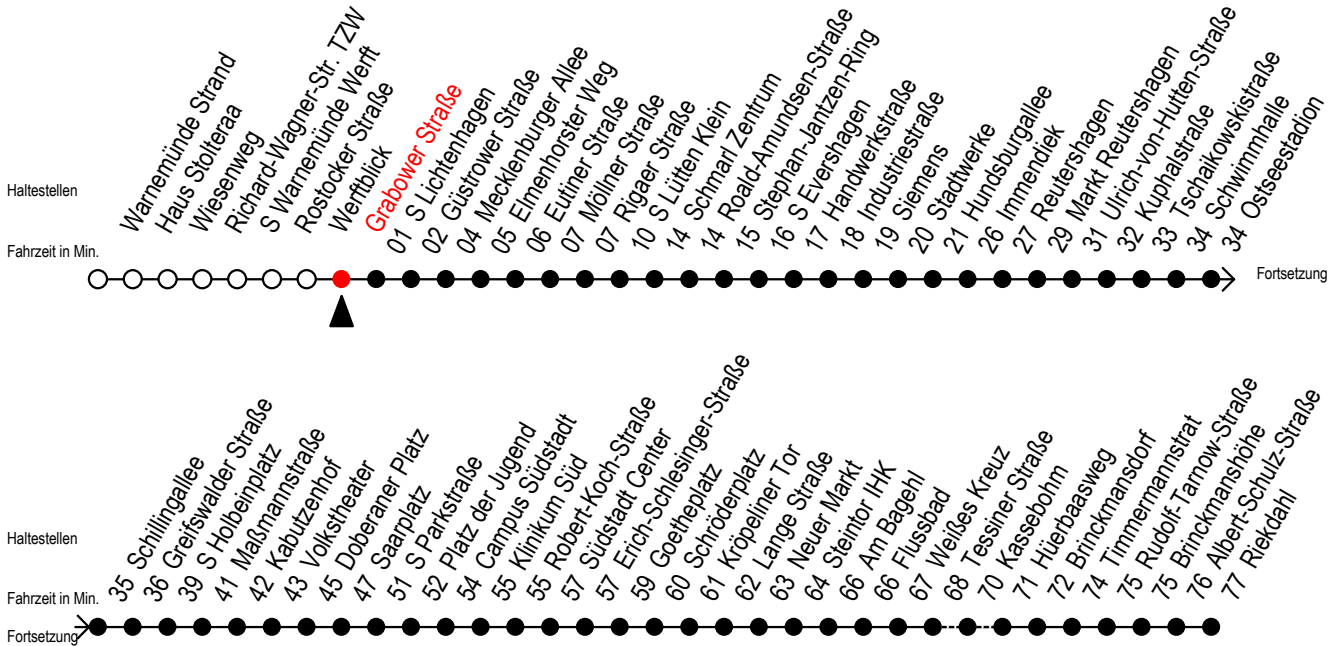 Haltestellen
Warnemünde Strand
Haus Stolteraa
Wiesenweg
Richard-Wagner-Str. TZW
S Warnemünde Werft
Rostocker Straße
Werftblick
Grabower Straße
01 S Lichtenhagen
02 Güstrower Straße
04 Mecklenburger Allee
05 Elmenhorster Weg
06 Eutiner Straße
07 Möllner Straße
07 Rigaer Straße
10 S Lütten Klein
14 Schmarl Zentrum
14 Roald-Amundsen-Straße
15 Stephan-Jantzen-Ring
16 S Evershagen
17 Handwerkstraße
18 Industriestraße
19 Siemens
20 Stadtwerke
21 Hundsburgallee
26 Immendiek
27 Reutershagen
29 Markt Reutershagen
31 Ulrich-von-Hutten-Straße
32 Kuphalstraße
33 Tschaikowskistraße
34 Schwimmhalle
34 Ostseestadion
Fahrzeit in Min.
Fortsetzung
Haltestellen
35 Schillingallee
36 Greifswalder Straße
39 S Holbeinplatz
41 Maßmannstraße
42 Kabutzenhof
43 Volkstheater
45 Doberaner Platz
47 Saarplatz
51 S Parkstraße
52 Platz der Jugend
54 Campus Südstadt
55 Klinikum Süd
55 Robert-Koch-Straße
57 Südstadt Center
57 Erich-Schlesinger-Straße
59 Goetheplatz
60 Schröderplatz
61 Kröpeliner Tor
62 Lange Straße
63 Neuer Markt
64 Steintor IHK
66 Am Bagehl
66 Flussbad
67 Weißes Kreuz
68 Tessiner Straße
70 Kassebohm
71 Hüerbaasweg
72 Brinckmansdorf
74 Timmermannstrat
75 Rudolf-Tarnow-Straße
75 Brinckmanshöhe
76 Albert-Schulz-Straße
77 Riekdahl
Fahrzeit in Min.
Fortsetzung